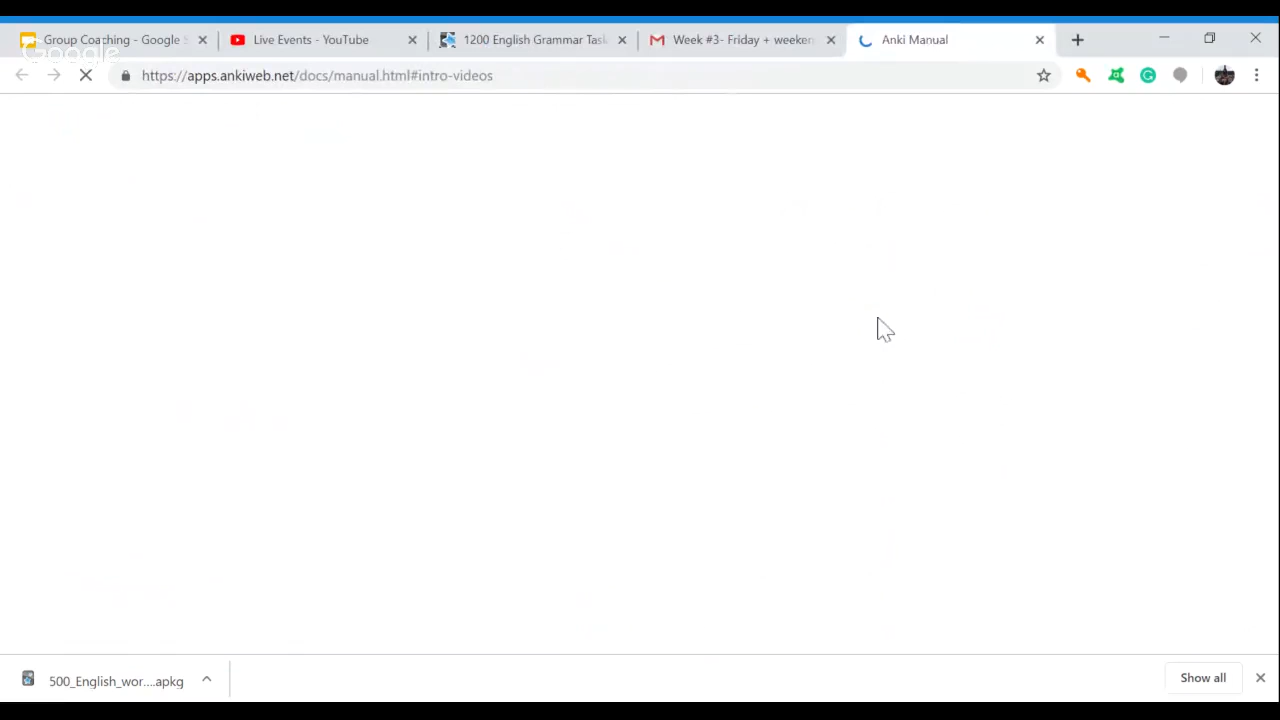 Group Coaching - Google S
Live Events - YouTube
1200 English Grammar Task
Week #3- Friday + weeken
Anki Manual
Google
https://apps.ankiweb.net/docs/manual.html#intro-videos
500_English_wor....apkg
Show all